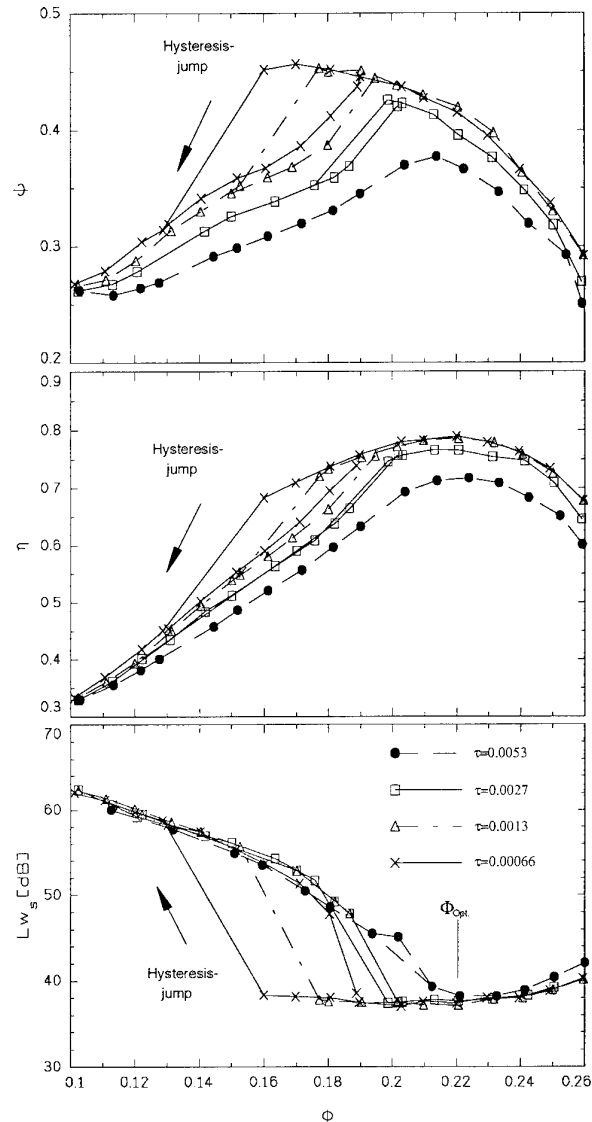 0.5
0.4
0.3
0.2
ψ
Hysteresis-
jump
0.9
0.8
0.7
0.6
0.5
0.4
0.3
η
Hysteresis-
jump
70
60
50
40
30
Lws [dB]
τ=0.0053
τ=0.0027
τ=0.0013
τ=0.00066
ΦOpt.
Hysteresis-
jump
0.1 0.12 0.14 0.16 0.18 0.2 0.22 0.24 0.26
Φ